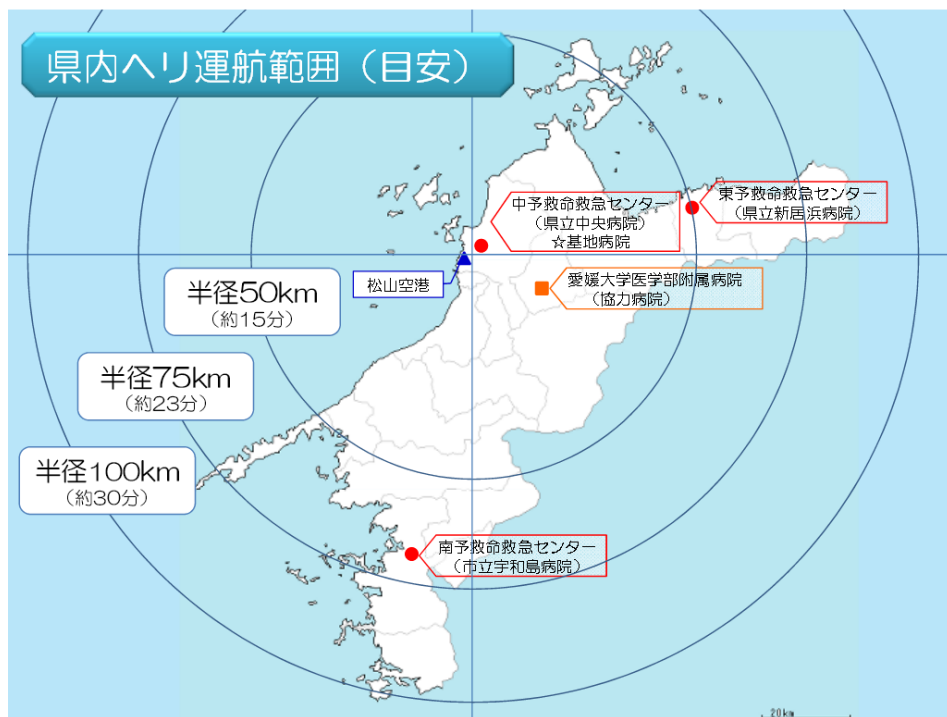 県内ヘリ運航範囲（目安）
中予救命救急センター
（県立中央病院）
☆基地病院
東予救命救急センター
（県立新居浜病院）
松山空港
愛媛大学医学部附属病院
（協力病院）
半径50km
（約15分）
半径75km
（約23分）
半径100km
（約30分）
南予救命救急センター
（市立宇和島病院）
20km